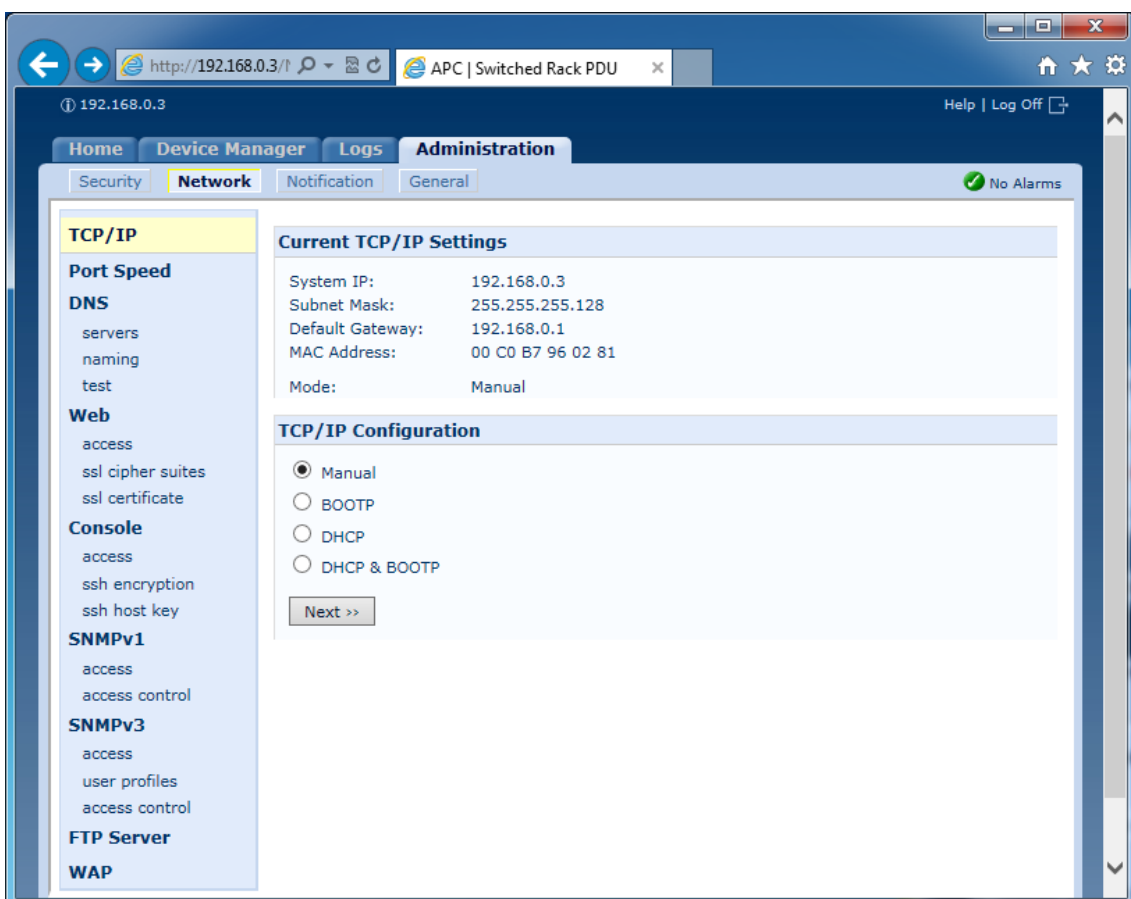 http://192.168.0.3/
APC | Switched Rack PDU
192.168.0.3
Help | Log Off
Home Device Manager Logs Administration
Security Network Notification General
No Alarms
TCP/IP
Port Speed
DNS
servers
naming
test
Web
access
ssl cipher suites
ssl certificate
Console
access
ssh encryption
ssh host key
SNMPv1
access
access control
SNMPv3
access
user profiles
access control
FTP Server
WAP
Current TCP/IP Settings
System IP: 192.168.0.3
Subnet Mask: 255.255.255.128
Default Gateway: 192.168.0.1
MAC Address: 00 C0 B7 96 02 81
Mode: Manual
TCP/IP Configuration
Manual
BOOTP
DHCP
DHCP & BOOTP
Next >>